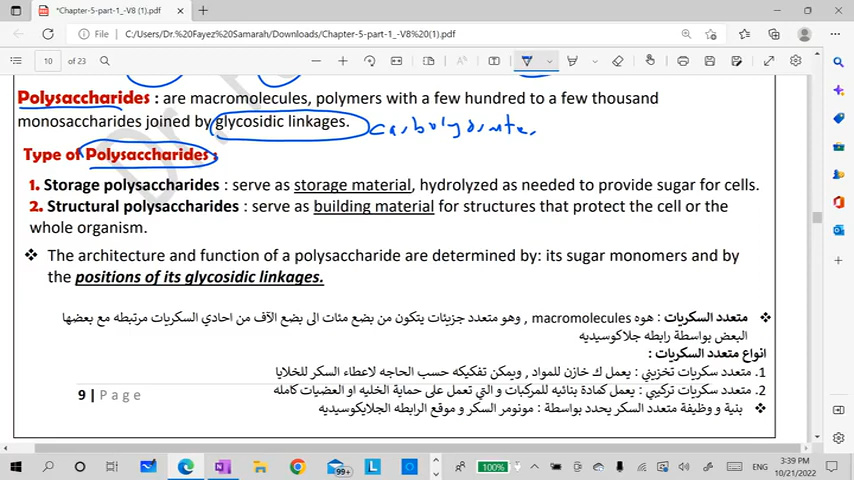 *Chapter-5-part-1_-V8 (1).pdf
File
C:/Users/Dr.%20Fayez%20Samarah/Downloads/Chapter-5-part-1_-V8%20(1).pdf
10 of 23
Polysaccharides : are macromolecules, polymers with a few hundred to a few thousand
monosaccharides joined by glycosidic linkages.
Type of Polysaccharides :
1. Storage polysaccharides : serve as storage material, hydrolyzed as needed to provide sugar for cells.
2. Structural polysaccharides : serve as building material for structures that protect the cell or the
whole organism.
❖ The architecture and function of a polysaccharide are determined by: its sugar monomers and by
the positions of its glycosidic linkages.
❖ متعدد السكريات : هوه macromolecules , وهو متعدد جزيئات يتكون من بضع مئات الى بضع الآف من احادي السكريات مرتبطه مع بعضها
البعض بواسطة رابطه جلاكوسيديه
انواع متعدد السكريات :
1. متعدد سكريات تخزيني : يعمل ك خازن للمواد , ويمكن تفكيكه حسب الحاجه لاعطاء السكر للخلايا
2. متعدد سكريات تركيبي : يعمل كمادة بنائيه للمركبات و التي تعمل على حماية الخليه او العضيات كامله
❖ بنية و وظيفة متعدد السكر يحدد بواسطة : مونومر السكر و موقع الرابطه الجلايكوسيديه
9 | Page
99+
100%
ENG
3:39 PM
10/21/2022